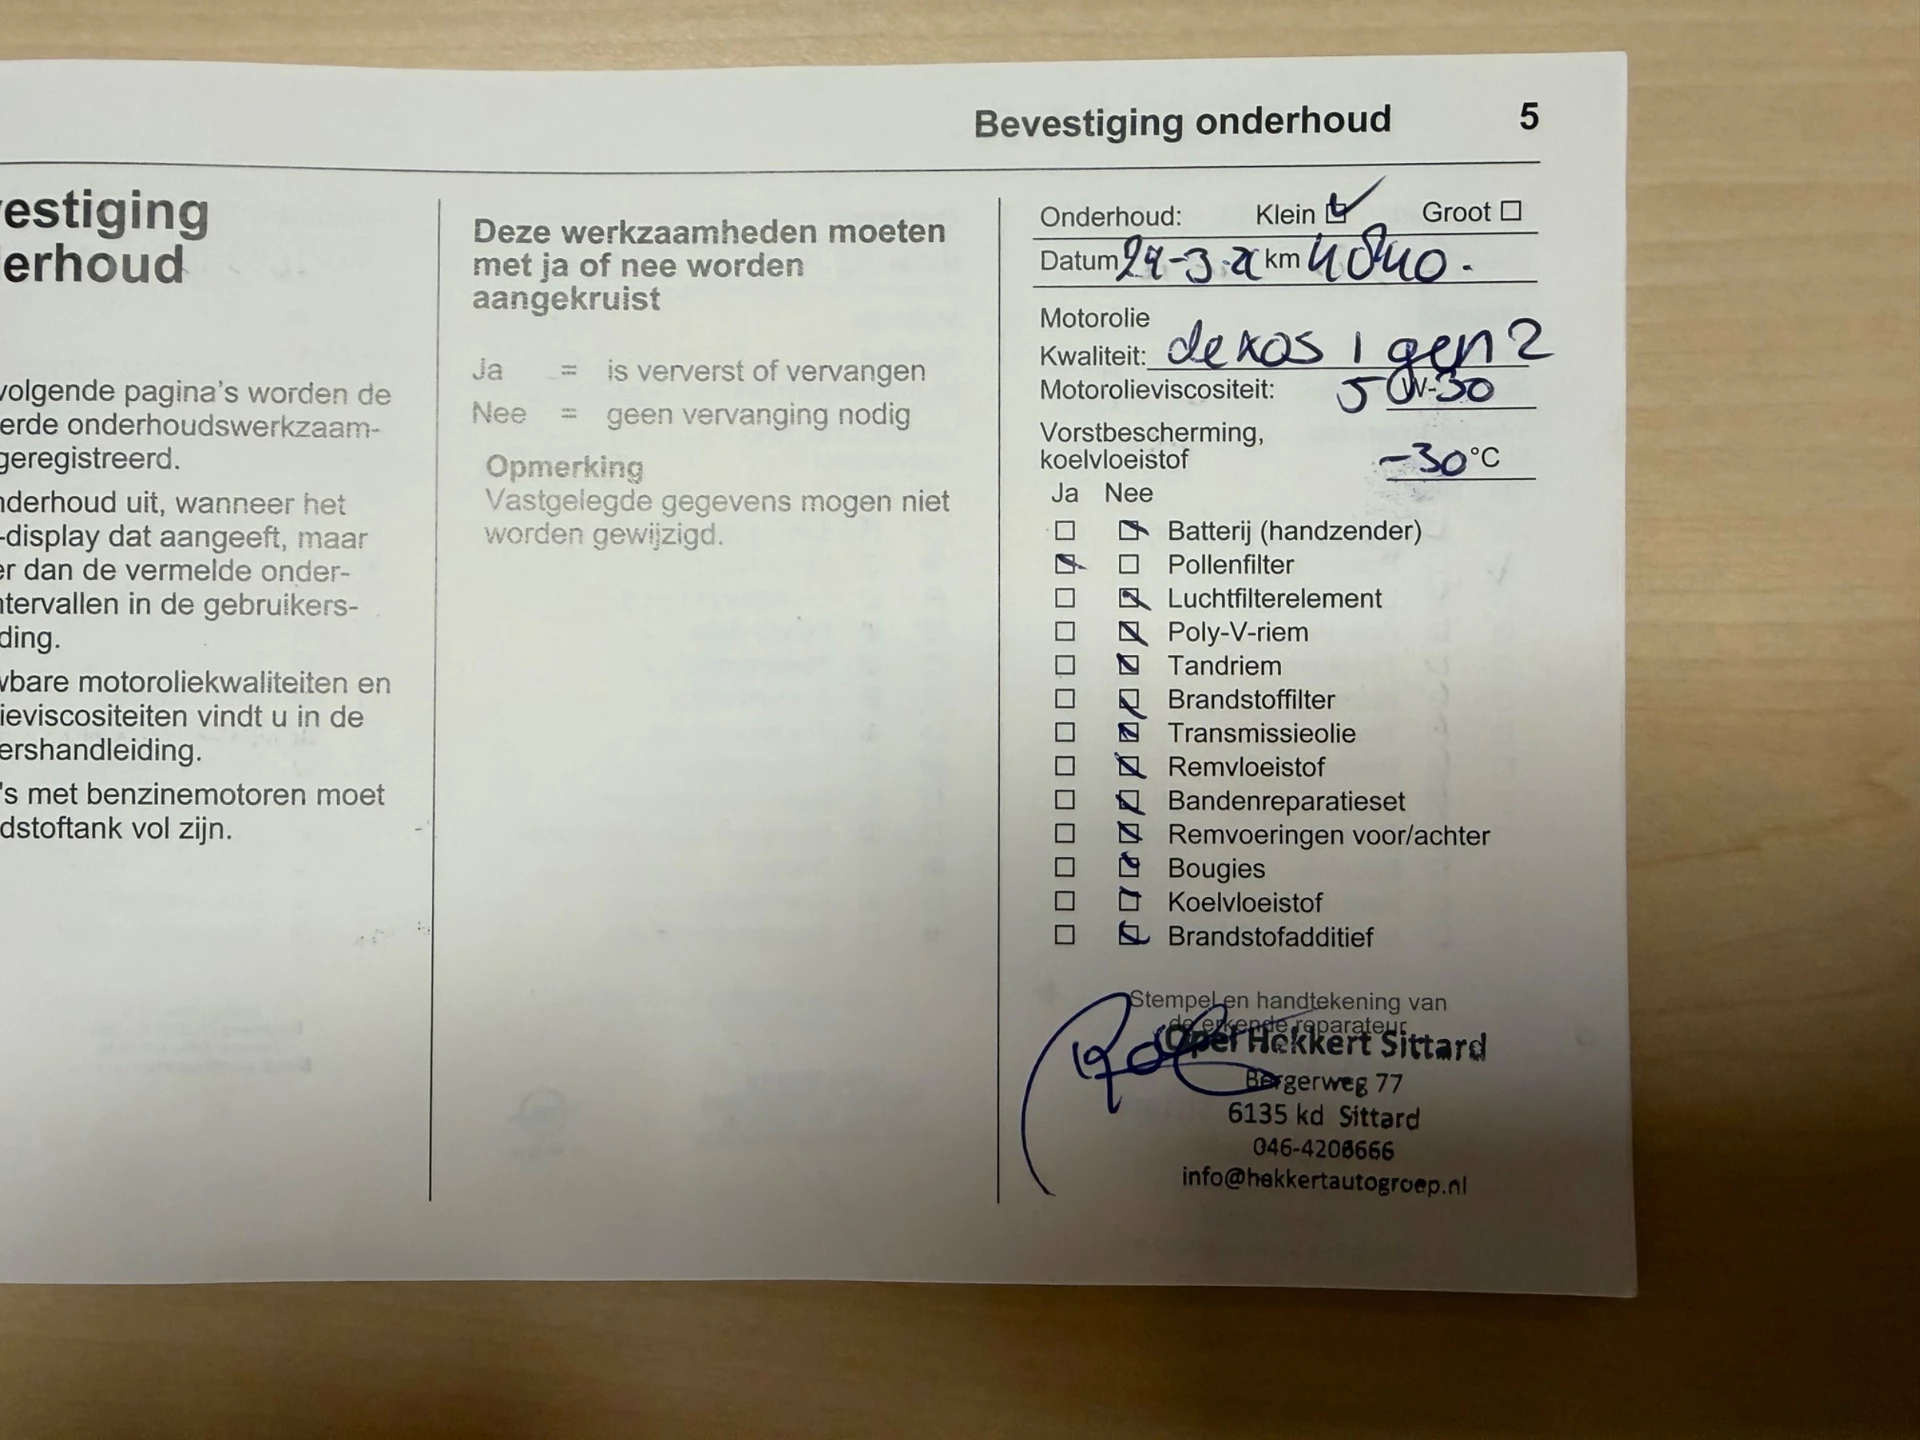 Bevestiging onderhoud 5
estiging
erhoud
volgende pagina's worden de
erde onderhoudswerkzaam-
geregistreerd.
nderhoud uit, wanneer het
-display dat aangeeft, maar
er dan de vermelde onder-
ntervallen in de gebruikers-
ding.
wbare motoroliekwaliteiten en
lieviscositeiten vindt u in de
ershandleiding.
's met benzinemotoren moet
dstoftank vol zijn.
Deze werkzaamheden moeten
met ja of nee worden
aangekruist
Ja = is ververst of vervangen
Nee = geen vervanging nodig
Opmerking
Vastgelegde gegevens mogen niet
worden gewijzigd.
Onderhoud: Klein Groot
Datum km
Motorolie
Kwaliteit: dexos 1 gen 2
Motorolieviscositeit: 5W-30
Vorstbescherming,
koelvloeistof -30°C
Ja Nee
Batterij (handzender)
Pollenfilter
Luchtfilterelement
Poly-V-riem
Tandriem
Brandstoffilter
Transmissieolie
Remvloeistof
Bandenreparatieset
Remvoeringen voor/achter
Bougies
Koelvloeistof
Brandstofadditief
Stempel en handtekening van
de erkende reparateur
Opel Hekkert Sittard
Bergerweg 77
6135 kd Sittard
046-4206666
info@hekkertautogroep.nl